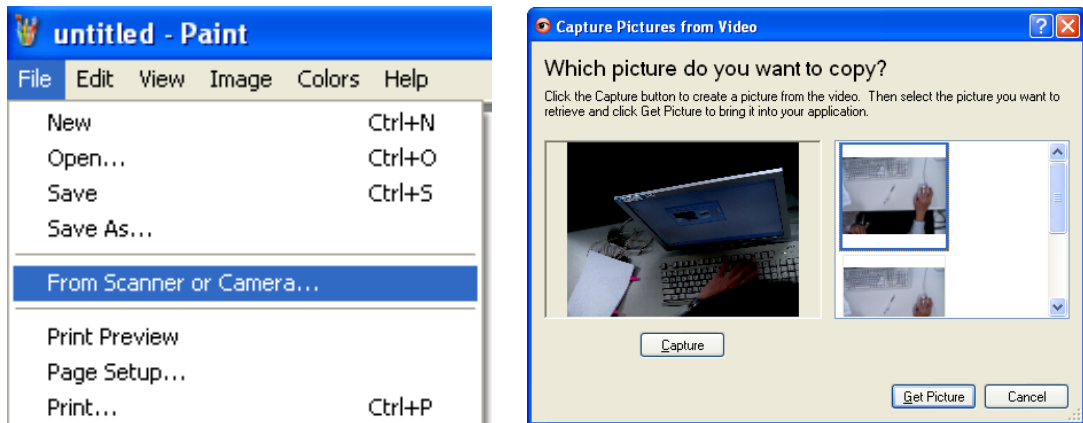 untitled - Paint
File Edit View Image Colors Help
New Ctrl+N
Open... Ctrl+O
Save Ctrl+S
Save As...
From Scanner or Camera...
Print Preview
Page Setup...
Print... Ctrl+P
Capture Pictures from Video
Which picture do you want to copy?
Click the Capture button to create a picture from the video. Then select the picture you want to
retrieve and click Get Picture to bring it into your application.
Capture
Get Picture Cancel